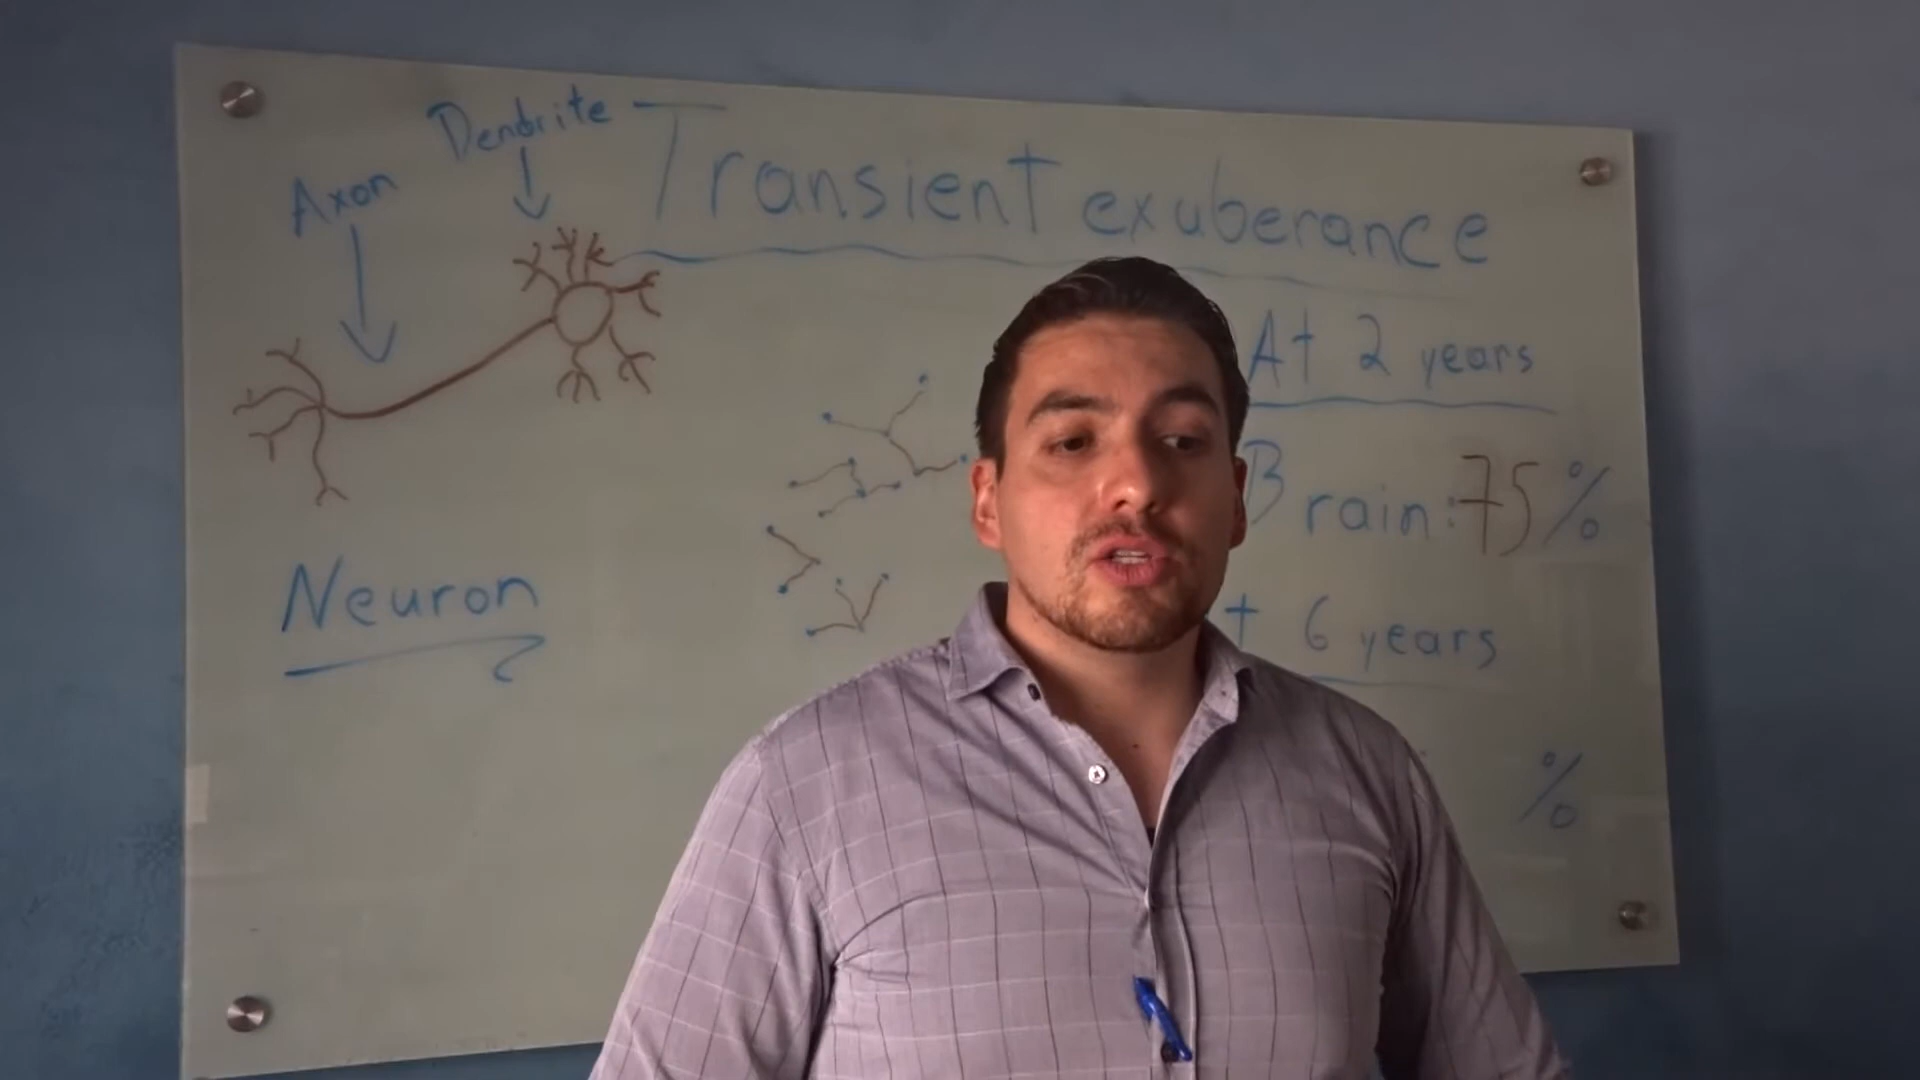 Dendrite
Axon
Transient exuberance
At 2 years
Brain: 75%
6 years
%
Neuron